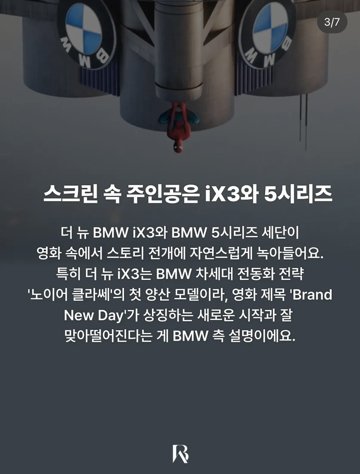 3/7
BMW
BMW
스크린 속 주인공은 iX3와 5시리즈
더 뉴 BMW iX3와 BMW 5시리즈 세단이
영화 속에서 스토리 전개에 자연스럽게 녹아들어요.
특히 더 뉴 iX3는 BMW 차세대 전동화 전략
'노이어 클라쎄'의 첫 양산 모델이라, 영화 제목 'Brand
New Day'가 상징하는 새로운 시작과 잘
맞아떨어진다는 게 BMW 측 설명이에요.
R